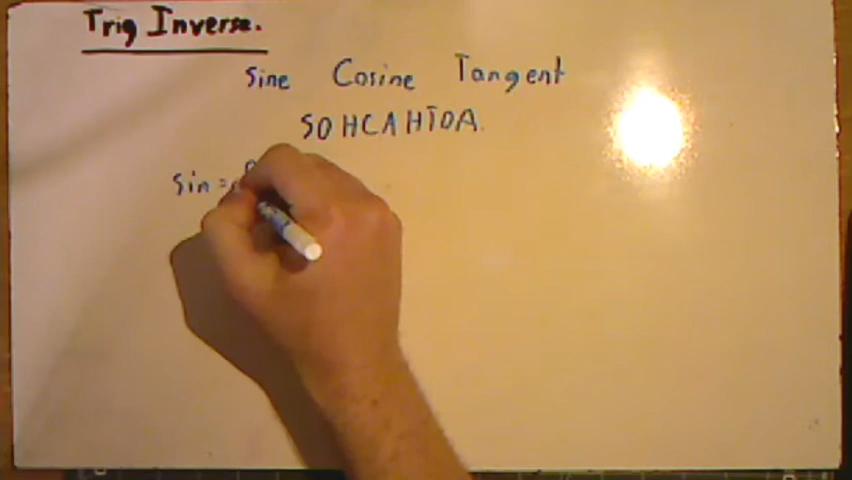 Trig Inverse.
Sine Cosine Tangent
SOHCAHTOA.
sin =